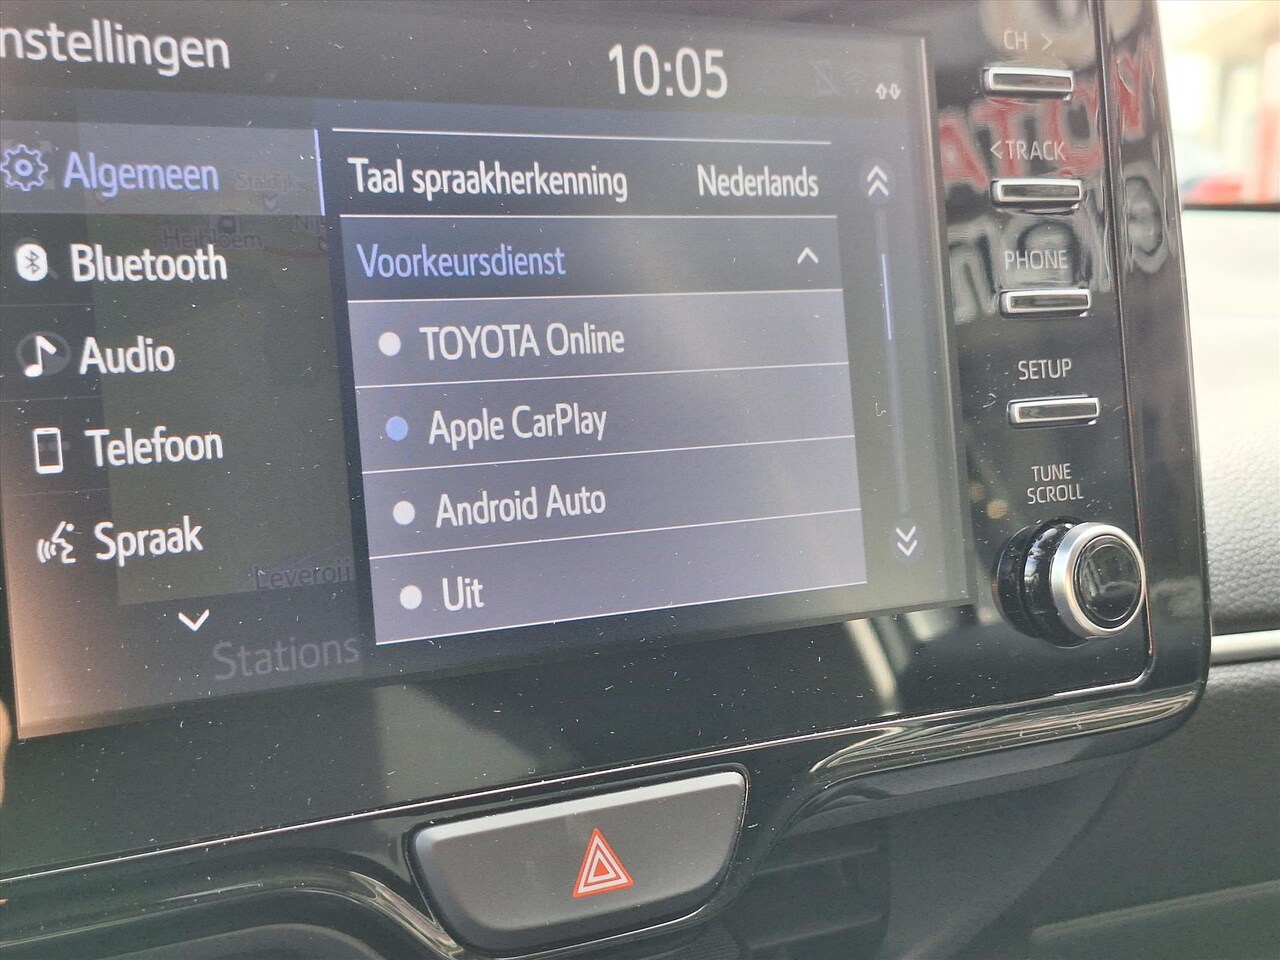 nstellingen
10:05
CH >
<TRACK
PHONE
SETUP
TUNE
SCROLL
Algemeen
Bluetooth
Audio
Telefoon
Spraak
Taal spraakherkenning Nederlands
Voorkeursdienst
TOYOTA Online
Apple CarPlay
Android Auto
Uit
Stations